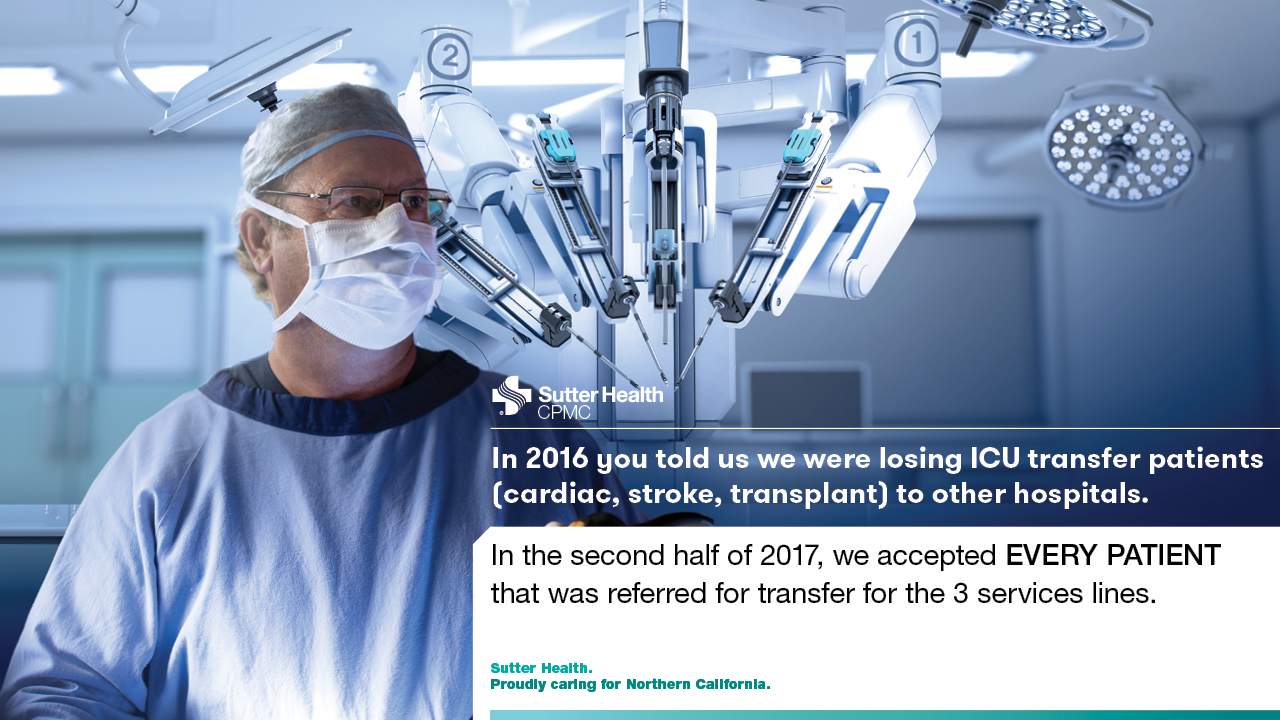 2
1
Sutter Health
CPMC
In 2016 you told us we were losing ICU transfer patients
(cardiac, stroke, transplant) to other hospitals.
In the second half of 2017, we accepted EVERY PATIENT
that was referred for transfer for the 3 services lines.
Sutter Health.
Proudly caring for Northern California.